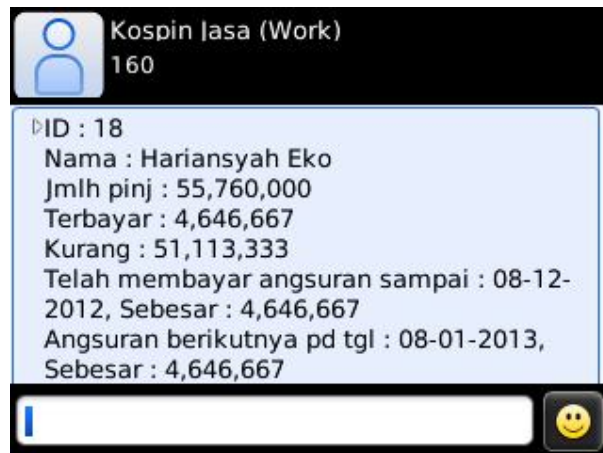 Kospin Jasa (Work)
160
ID : 18
Nama : Hariansyah Eko
Jmlh pinj : 55,760,000
Terbayar : 4,646,667
Kurang : 51,113,333
Telah membayar angsuran sampai : 08-12-
2012, Sebesar : 4,646,667
Angsuran berikutnya pd tgl : 08-01-2013,
Sebesar : 4,646,667